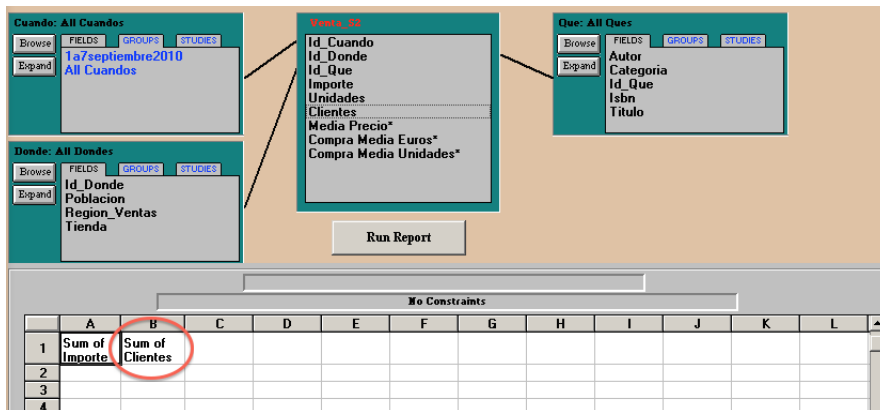 Cuando: All Cuandos
Browse
Expand
FIELDS GROUPS STUDIES
1a7septiembre2010
All Cuandos
Donde: All Dondes
Browse
Expand
FIELDS GROUPS STUDIES
Id_Donde
Poblacion
Region_Ventas
Tienda
Id_Cuando
Id_Donde
Id_Que
Importe
Unidades
Clientes
Media Precio*
Compra Media Euros*
Compra Media Unidades*
Run Report
Que: All Ques
Browse
Expand
FIELDS GROUPS STUDIES
Autor
Categoria
Id_Que
Isbn
Titulo
No Constraints
A B C D E F G H I J K L
1 Sum of Importe Sum of Clientes
2
3
4